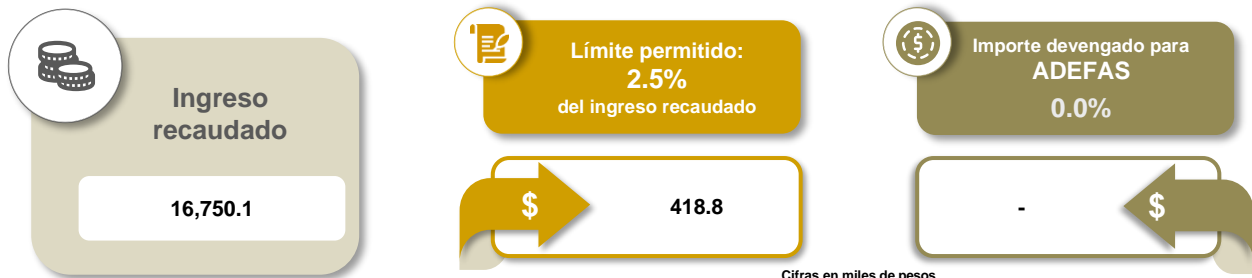 Ingreso
recaudado
16,750.1
Límite permitido:
2.5%
del ingreso recaudado
$ 418.8
Importe devengado para
ADEFAS
0.0%
- $
Cifras en miles de pesos